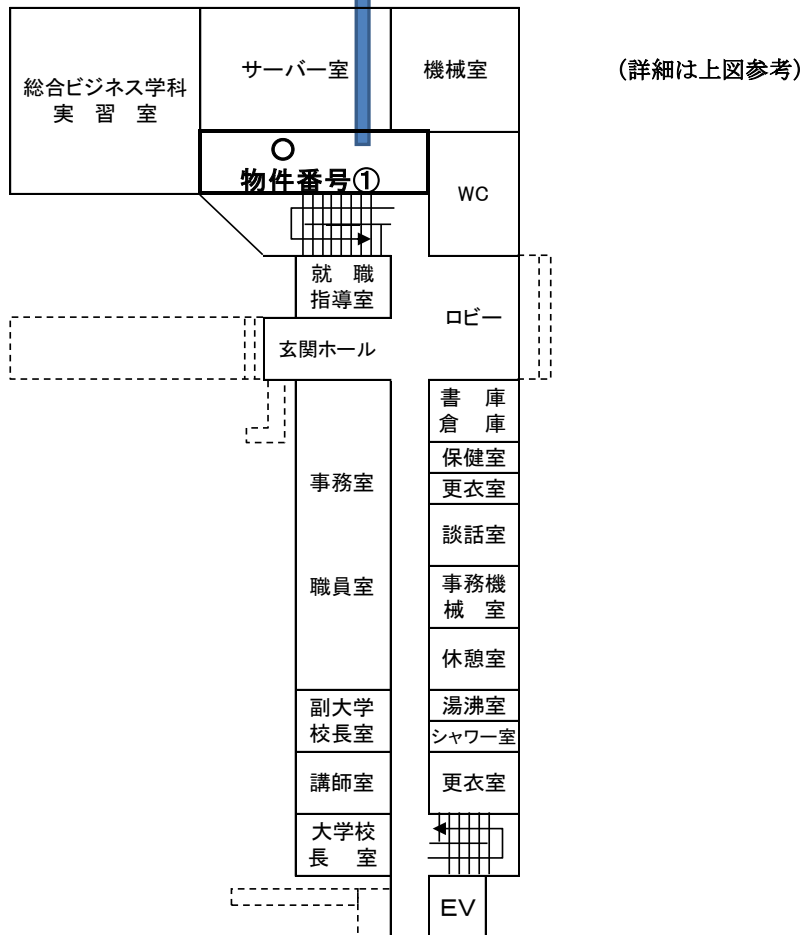 総合ビジネス学科
実 習 室
サーバー室
機械室
（詳細は上図参考）
○
物件番号①
WC
就 職
指導室
ロビー
玄関ホール
書 庫
倉 庫
保健室
更衣室
事務室
談話室
職員室
事務機
械 室
休憩室
副大学
校長室
湯沸室
シャワー室
講師室
更衣室
大学校
長 室
EV